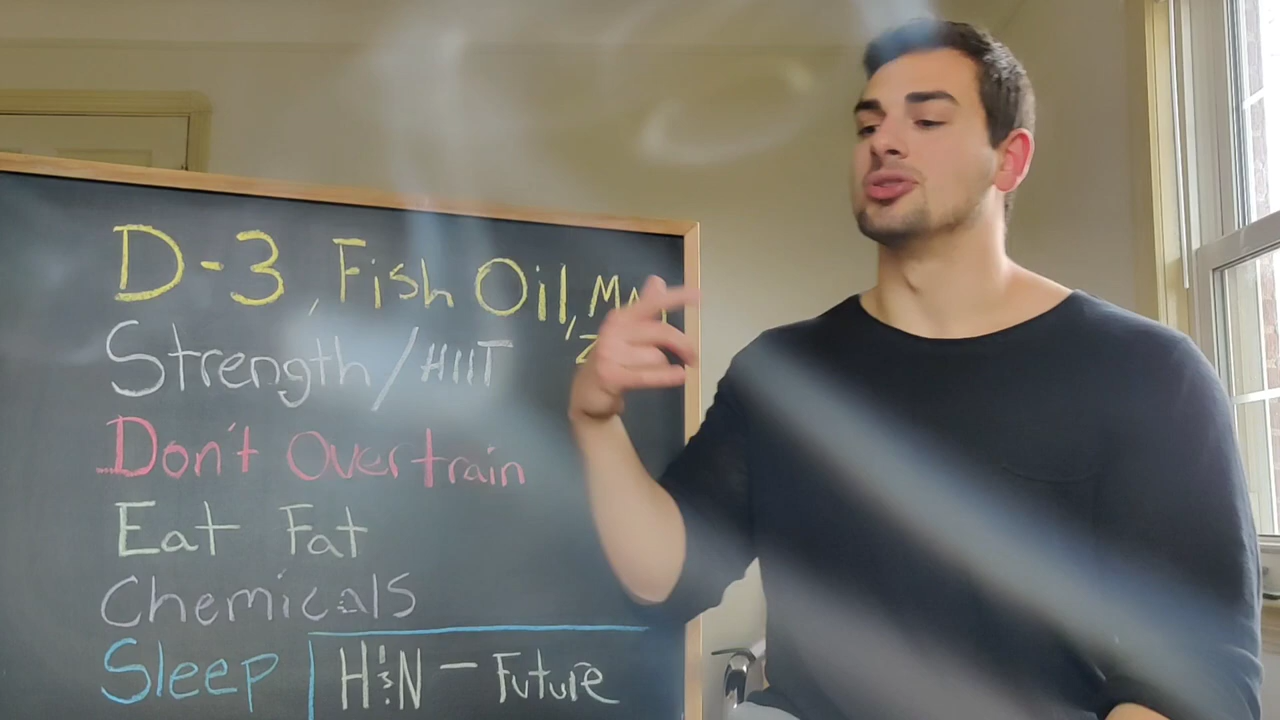 D-3, Fish Oil,
Strength/HIIT
Don't Overtrain
Eat Fat
Chemicals
Sleep
H!N - Future